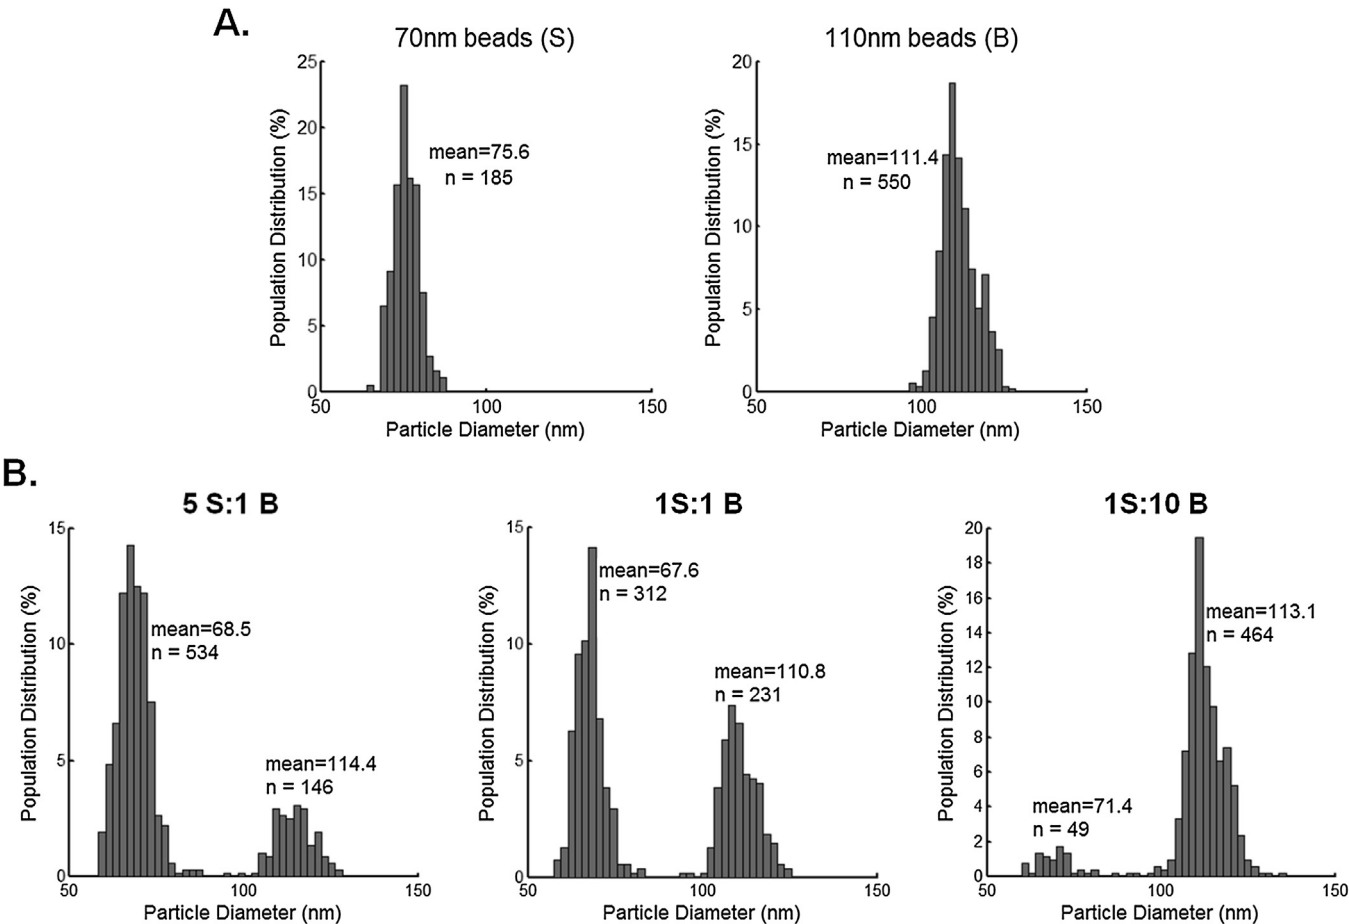 A.
70nm beads (S)
25
20
15
10
5
0
50
100
150
Population Distribution (%)
Particle Diameter (nm)
mean=75.6
n = 185
110nm beads (B)
20
15
10
5
0
50
100
150
Population Distribution (%)
Particle Diameter (nm)
mean=111.4
n = 550
B.
5 S:1 B
15
10
5
0
50
100
150
Population Distribution (%)
Particle Diameter (nm)
mean=68.5
n = 534
mean=114.4
n = 146
1S:1 B
15
10
5
0
50
100
150
Population Distribution (%)
Particle Diameter (nm)
mean=67.6
n = 312
mean=110.8
n = 231
1S:10 B
20
18
16
14
12
10
8
6
4
2
0
50
100
150
Population Distribution (%)
Particle Diameter (nm)
mean=71.4
n = 49
mean=113.1
n = 464